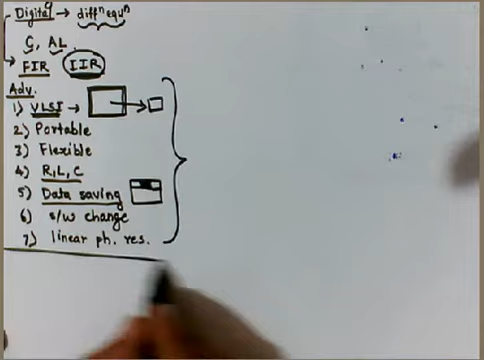 Digital → diffⁿ equⁿ
C, AL
→ FIR IIR
Adv.
1) VLSI →
2) Portable
3) Flexible
4) R, L, C
5) Data saving
6) s/w change
7) linear ph. res.